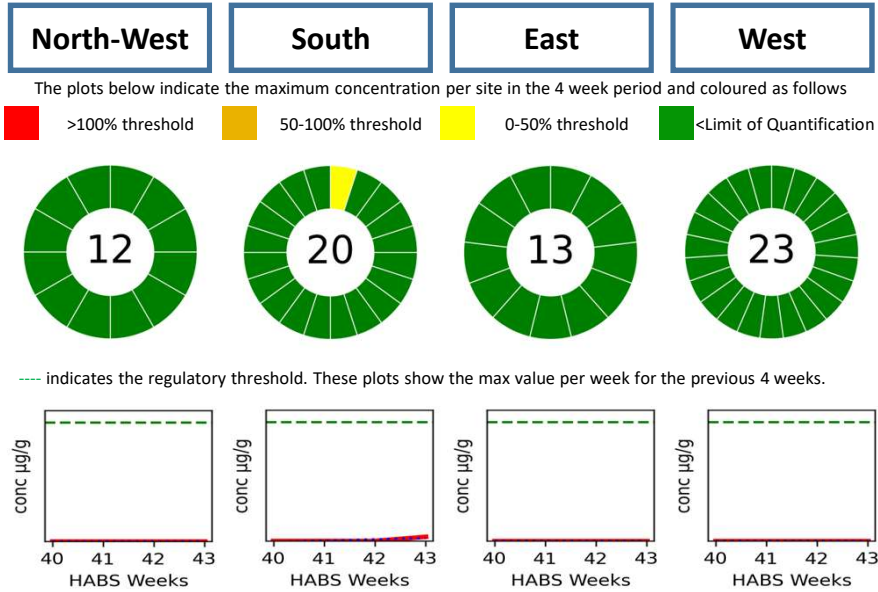 North-West South East West
The plots below indicate the maximum concentration per site in the 4 week period and coloured as follows
>100% threshold 50-100% threshold 0-50% threshold <Limit of Quantification
12 20 13 23
---- indicates the regulatory threshold. These plots show the max value per week for the previous 4 weeks.
conc µg/g conc µg/g conc µg/g conc µg/g
40 41 42 43 40 41 42 43 40 41 42 43 40 41 42 43
HABS Weeks HABS Weeks HABS Weeks HABS Weeks